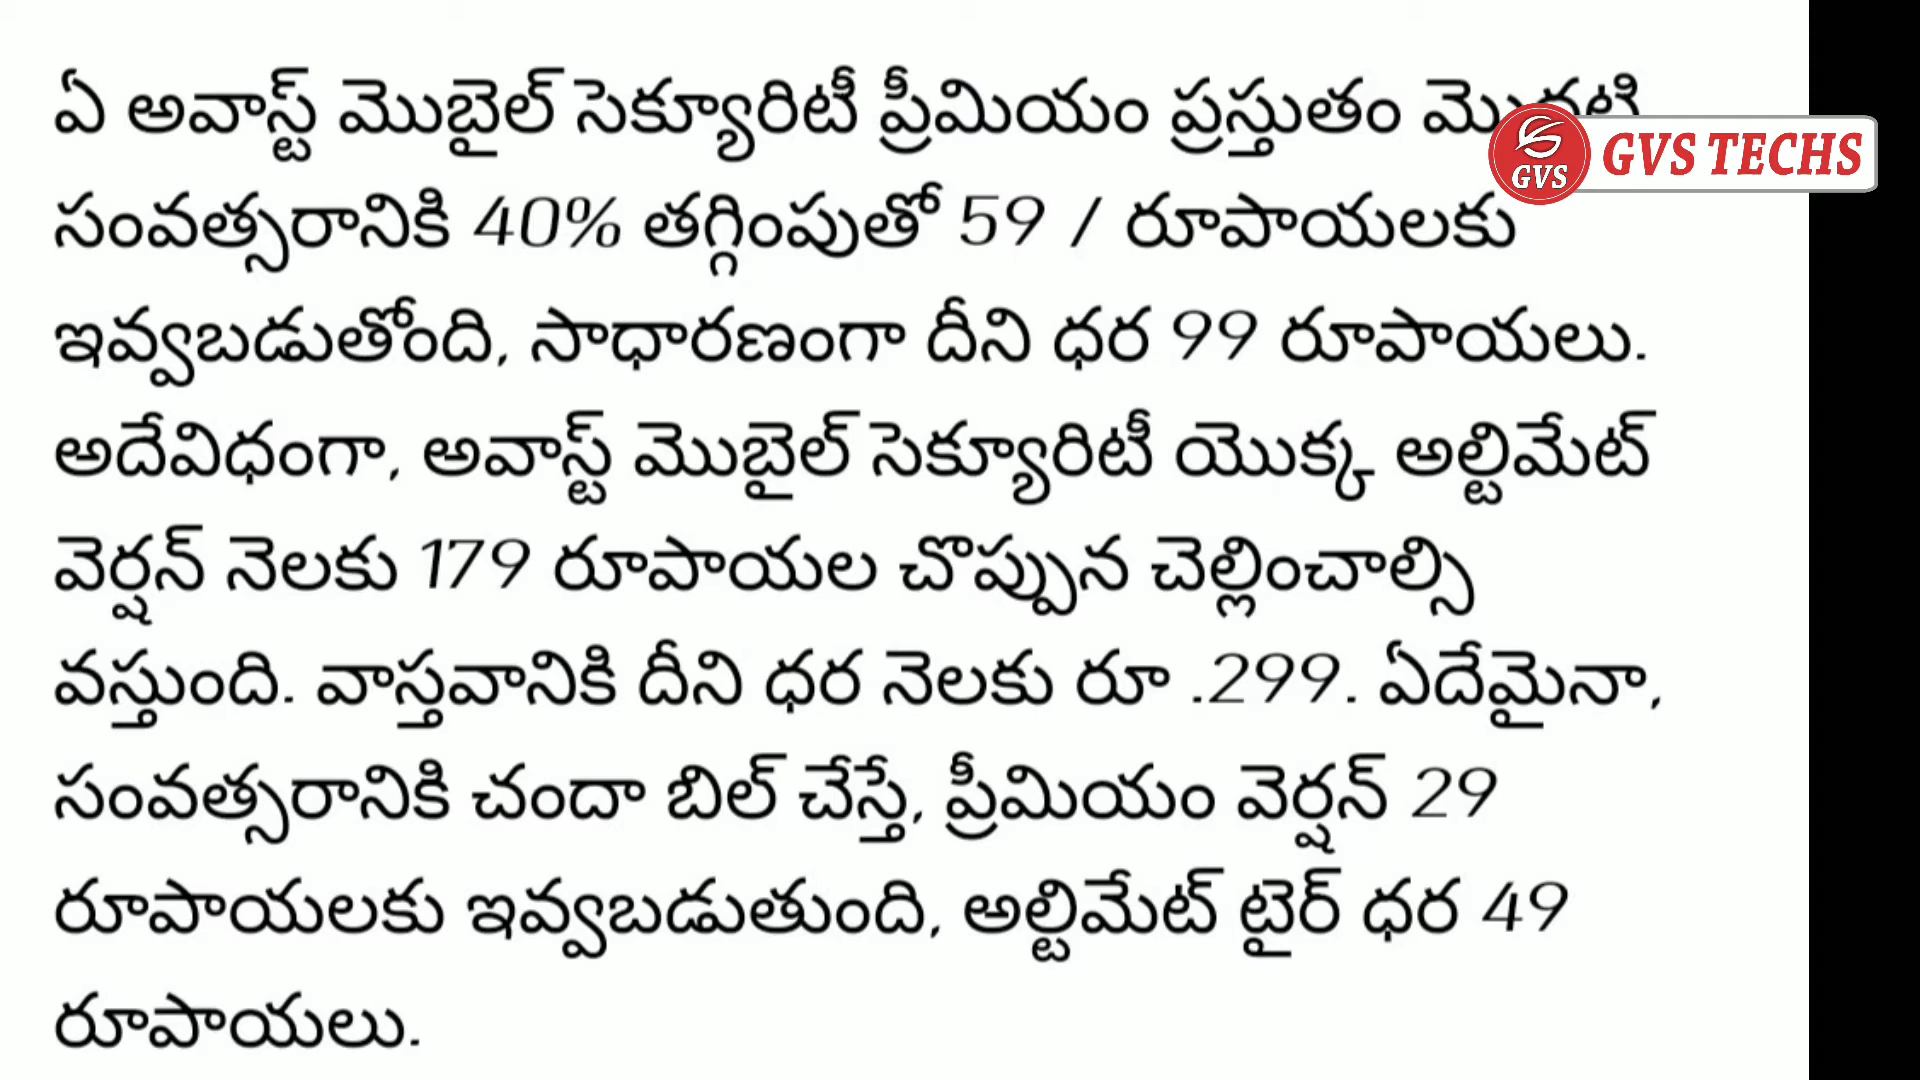 ఏ అవాస్ట్ మొబైల్ సెక్యూరిటీ ప్రీమియం ప్రస్తుతం
సంవత్సరానికి 40% తగ్గింపుతో 59 / రూపాయలకు
ఇవ్వబడుతోంది, సాధారణంగా దీని ధర 99 రూపాయలు.
అదేవిధంగా, అవాస్ట్ మొబైల్ సెక్యూరిటీ యొక్క అల్టిమేట్
వెర్షన్ నెలకు 179 రూపాయల చొప్పున చెల్లించాల్సి
వస్తుంది. వాస్తవానికి దీని ధర నెలకు రూ .299. ఏదేమైనా,
సంవత్సరానికి చందా బిల్ చేస్తే, ప్రీమియం వెర్షన్ 29
రూపాయలకు ఇవ్వబడుతుంది, అల్టిమేట్ టైర్ ధర 49
రూపాయలు.
GVS
GVS TECHS